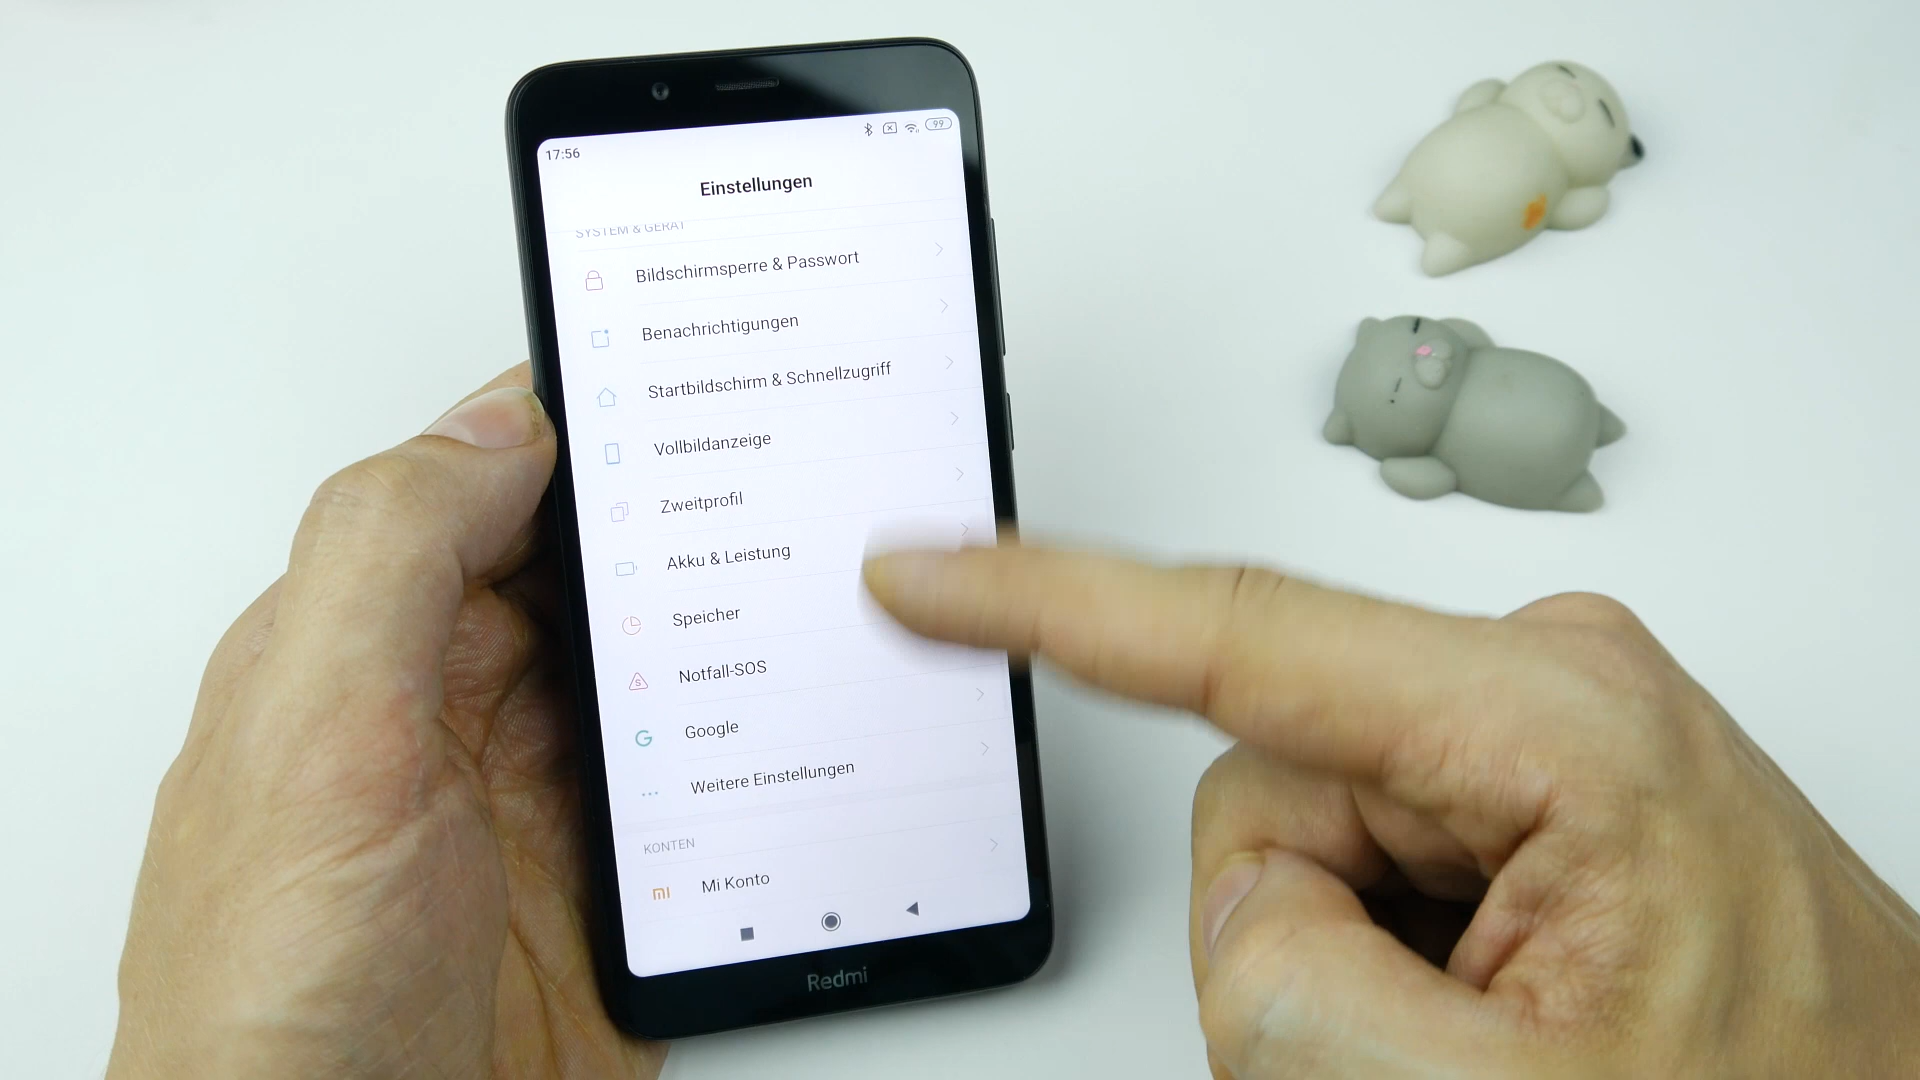 17:56
99
Einstellungen
SYSTEM & GERÄT
Bildschirmsperre & Passwort
Benachrichtigungen
Startbildschirm & Schnellzugriff
Vollbildanzeige
Zweitprofil
Akku & Leistung
Speicher
Notfall-SOS
Google
Weitere Einstellungen
KONTEN
Mi Konto
Redmi